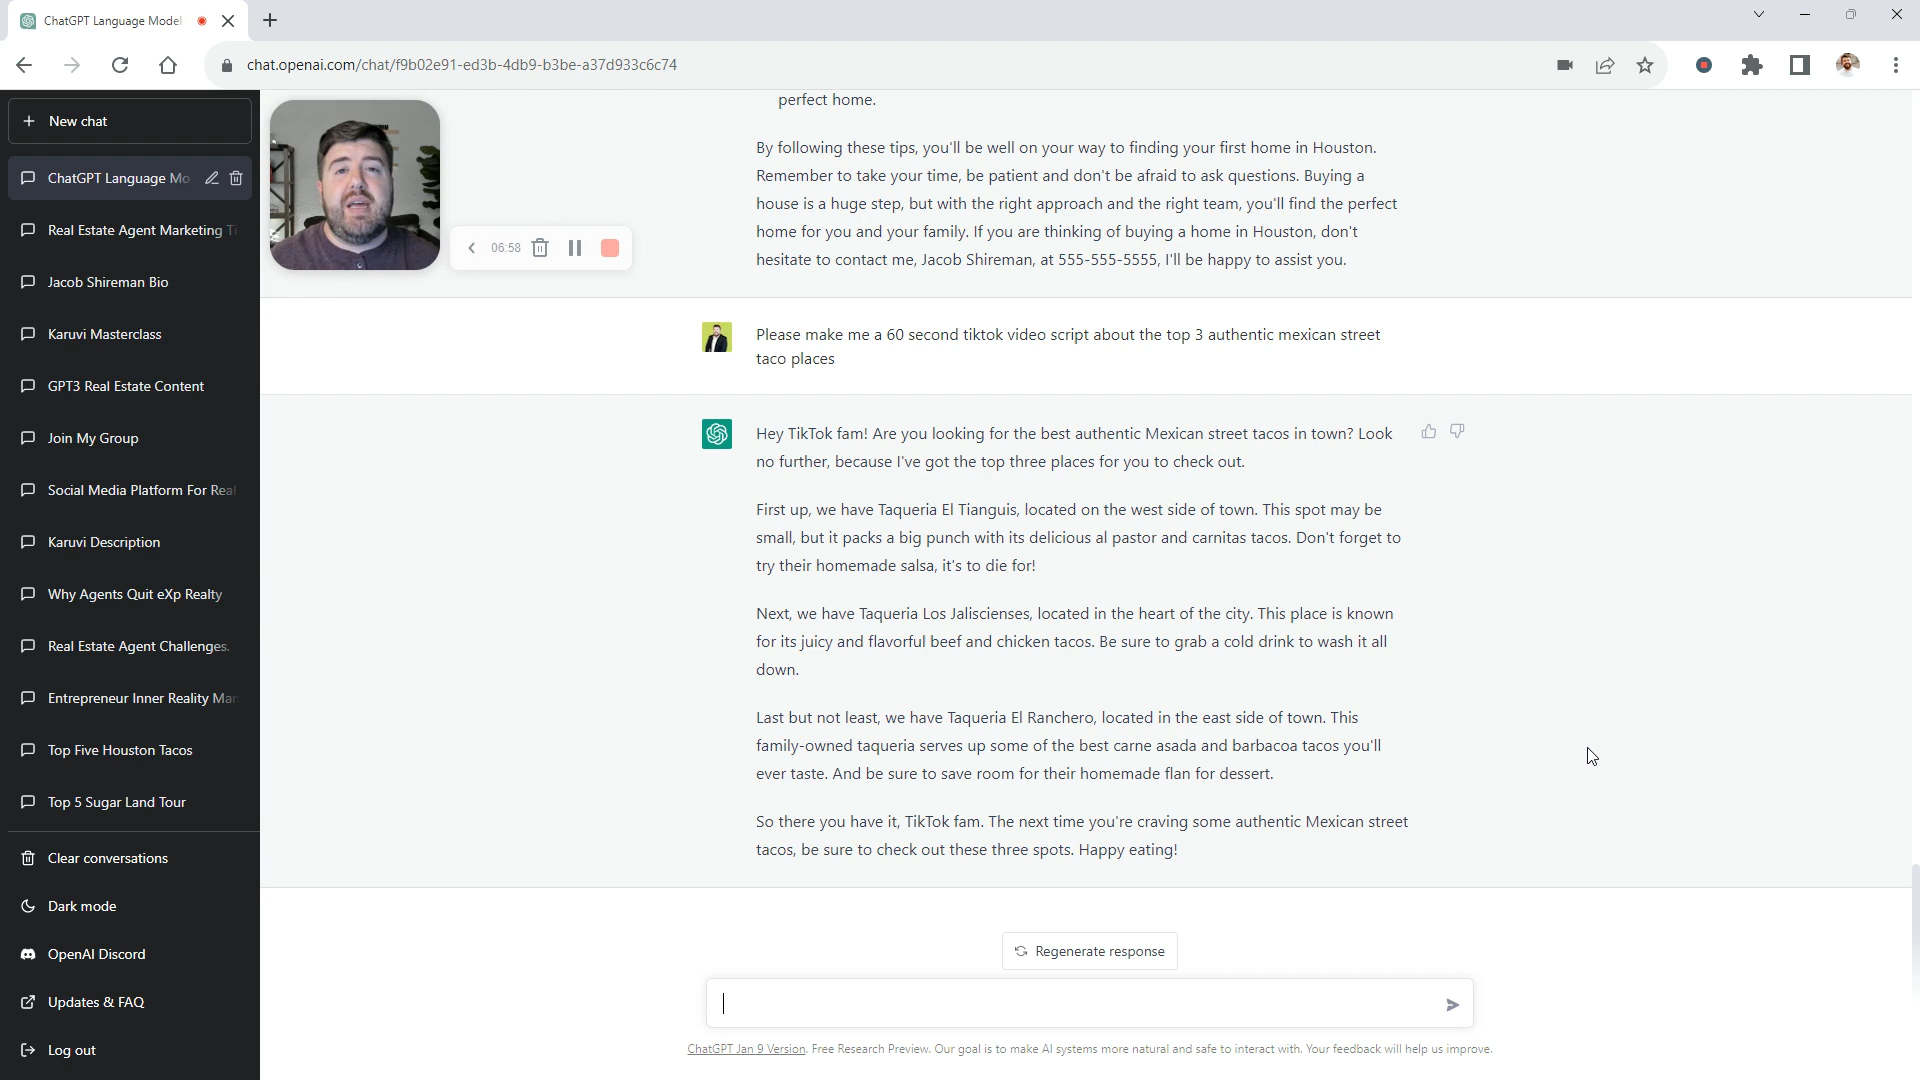 ChatGPT Language Model
chat.openai.com/chat/f9b02e91-ed3b-4db9-b3be-a37d933c6c74
New chat
ChatGPT Language Mo
Real Estate Agent Marketing Ti
Jacob Shireman Bio
Karuvi Masterclass
GPT3 Real Estate Content
Join My Group
Social Media Platform For Real
Karuvi Description
Why Agents Quit eXp Realty
Real Estate Agent Challenges.
Entrepreneur Inner Reality Man
Top Five Houston Tacos
Top 5 Sugar Land Tour
Clear conversations
Dark mode
OpenAI Discord
Updates & FAQ
Log out
06:58
perfect home.
By following these tips, you'll be well on your way to finding your first home in Houston.
Remember to take your time, be patient and don't be afraid to ask questions. Buying a
house is a huge step, but with the right approach and the right team, you'll find the perfect
home for you and your family. If you are thinking of buying a home in Houston, don't
hesitate to contact me, Jacob Shireman, at 555-555-5555, I'll be happy to assist you.
Please make me a 60 second tiktok video script about the top 3 authentic mexican street
taco places
Hey TikTok fam! Are you looking for the best authentic Mexican street tacos in town? Look
no further, because I've got the top three places for you to check out.
First up, we have Taqueria El Tianguis, located on the west side of town. This spot may be
small, but it packs a big punch with its delicious al pastor and carnitas tacos. Don't forget to
try their homemade salsa, it's to die for!
Next, we have Taqueria Los Jaliscienses, located in the heart of the city. This place is known
for its juicy and flavorful beef and chicken tacos. Be sure to grab a cold drink to wash it all
down.
Last but not least, we have Taqueria El Ranchero, located in the east side of town. This
family-owned taqueria serves up some of the best carne asada and barbacoa tacos you'll
ever taste. And be sure to save room for their homemade flan for dessert.
So there you have it, TikTok fam. The next time you're craving some authentic Mexican street
tacos, be sure to check out these three spots. Happy eating!
Regenerate response
ChatGPT Jan 9 Version. Free Research Preview. Our goal is to make AI systems more natural and safe to interact with. Your feedback will help us improve.